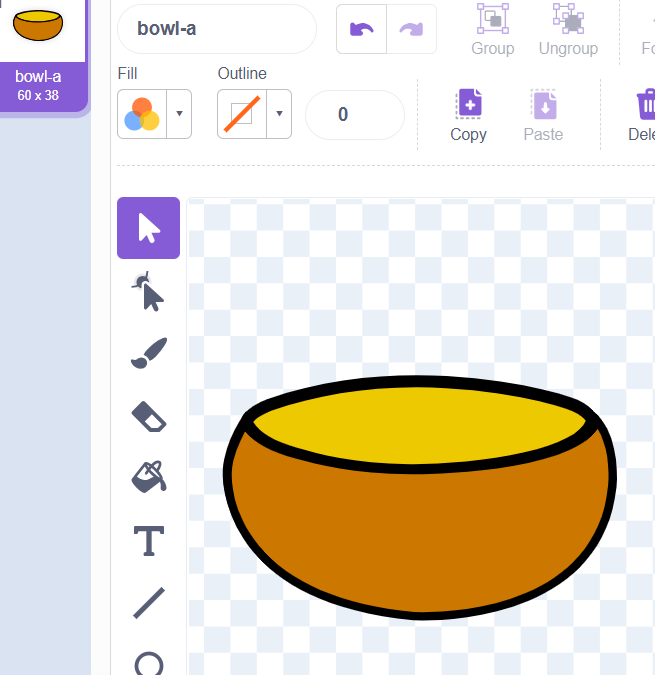 bowl-a
60 x 38
bowl-a
Group
Ungroup
Fill
Outline
0
Copy
Paste